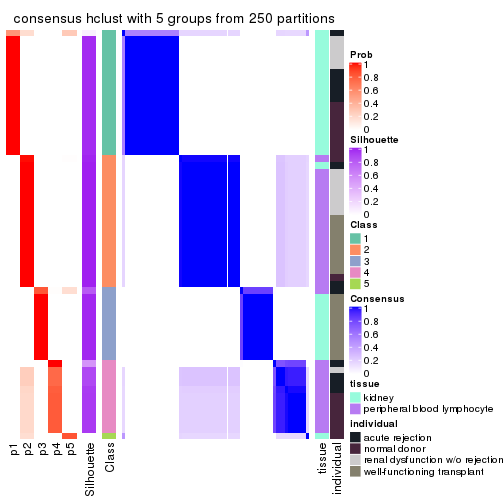 consensus hclust with 5 groups from 250 partitions
Prob
1
0.8
0.6
0.4
0.2
0
Silhouette
1
0.8
0.6
0.4
0.2
0
Class
1
2
3
4
5
Consensus
1
0.8
0.6
0.4
0.2
0
tissue
kidney
peripheral blood lymphocyte
individual
acute rejection
normal donor
renal dysfunction w/o rejection
well-functioning transplant
p1
p2
p3
p4
p5
Silhouette
Class
tissue
individual